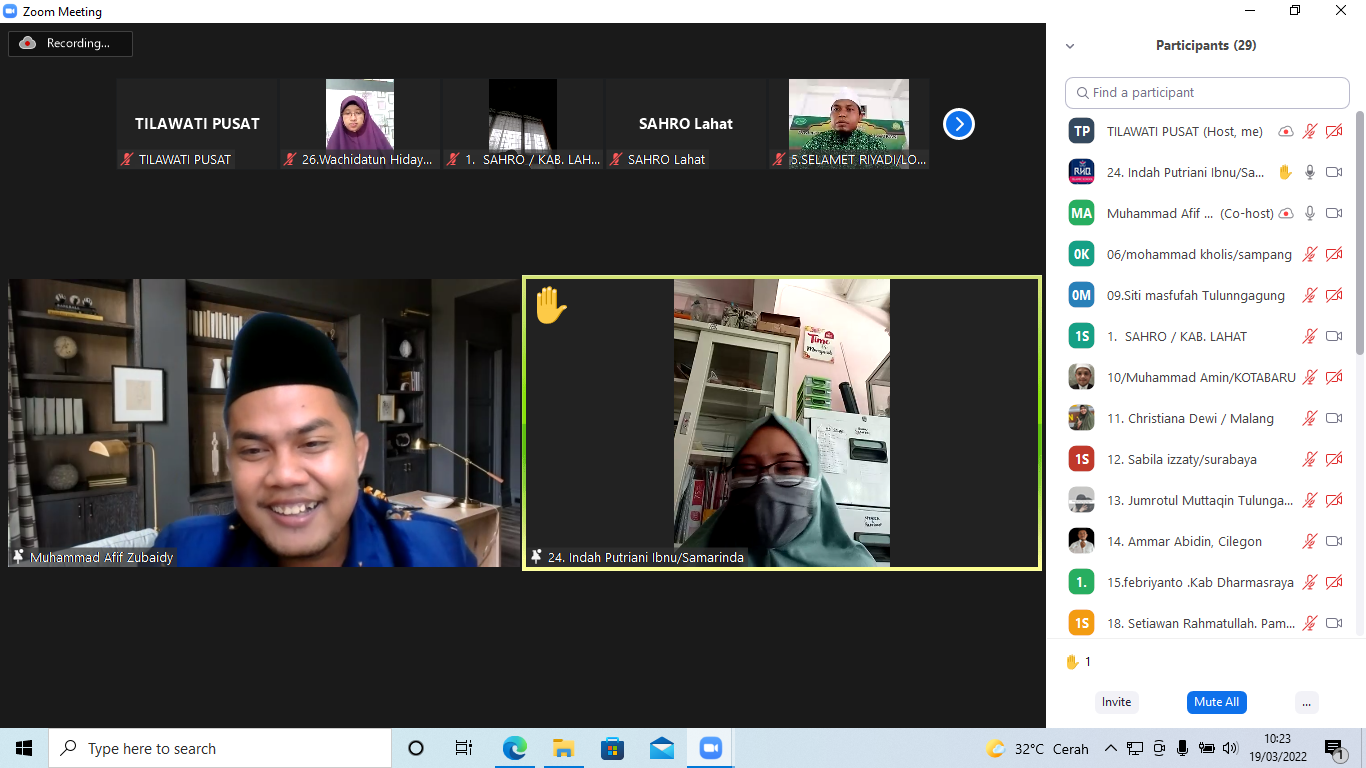 Zoom Meeting
Recording...
TILAWATI PUSAT
TILAWATI PUSAT
26.Wachidatun Hiday...
1. SAHRO / KAB. LAH...
SAHRO Lahat
SAHRO Lahat
5.SELAMET RIYADI/LO...
Time
Muhammad Afif Zubaidy
24. Indah Putriani Ibnu/Samarinda
Participants (29)
Find a participant
TP TILAWATI PUSAT (Host, me)
24. Indah Putriani Ibnu/Sa...
MA Muhammad Afif ... (Co-host)
0K 06/mohammad kholis/sampang
0M 09.Siti masfufah Tulunngagung
1S 1. SAHRO / KAB. LAHAT
10/Muhammad Amin/KOTABARU
11. Christiana Dewi / Malang
1S 12. Sabila izzaty/surabaya
13. Jumrotul Muttaqin Tulunga...
14. Ammar Abidin, Cilegon
1. 15.febriyanto .Kab Dharmasraya
1S 18. Setiawan Rahmatullah. Pam...
1
Invite
Mute All
...
Type here to search
32°C Cerah
10:23
19/03/2022
1